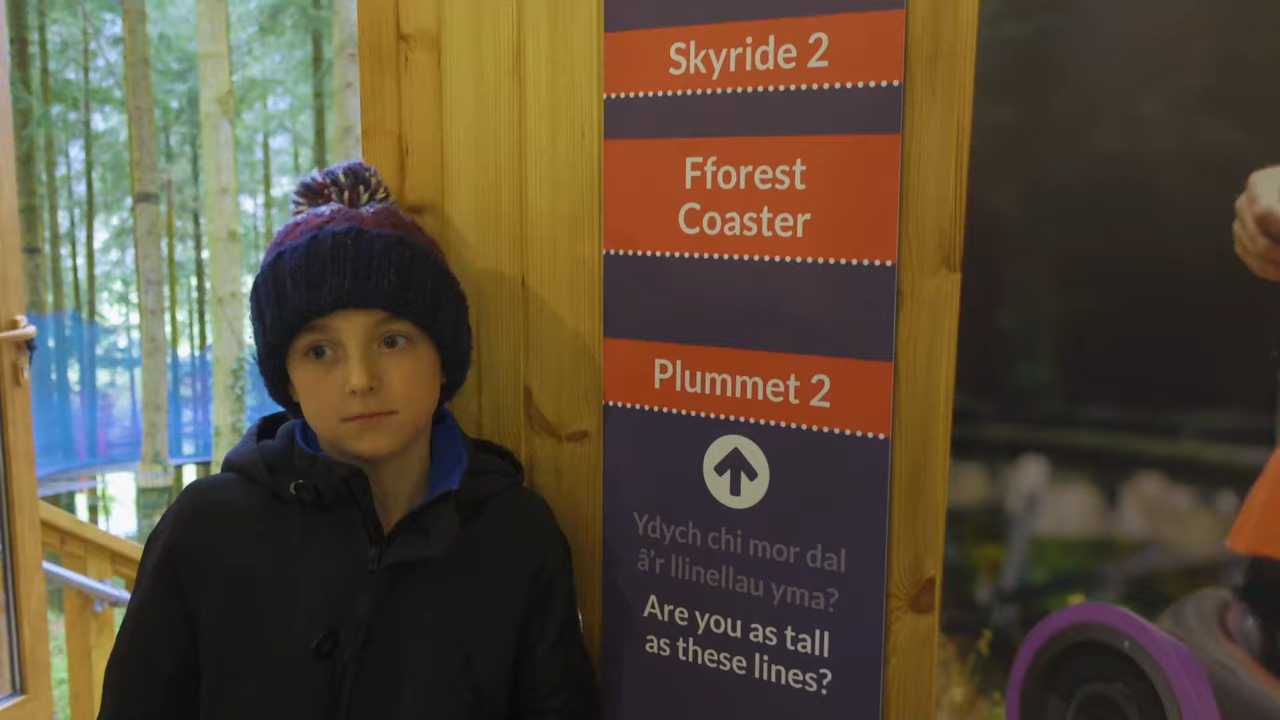 Skyride 2
Fforest
Coaster
Plummet 2
Ydych chi mor dal
â'r llinellau yma?
Are you as tall
as these lines?